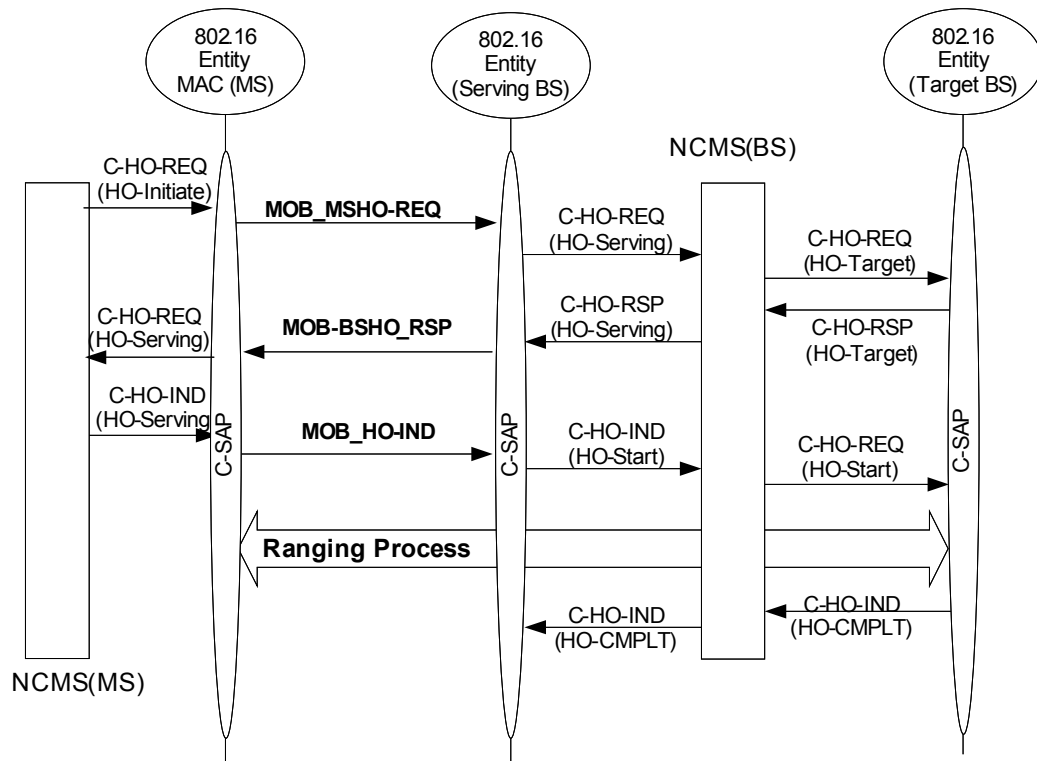 802.16
Entity
MAC (MS)
802.16
Entity
(Serving BS)
802.16
Entity
(Target BS)
NCMS(BS)
C-HO-REQ
(HO-Initiate)
MOB_MSHO-REQ
C-HO-REQ
(HO-Serving)
C-HO-REQ
(HO-Target)
C-HO-REQ
(HO-Serving)
MOB-BSHO_RSP
C-HO-RSP
(HO-Serving)
C-HO-RSP
(HO-Target)
C-HO-IND
(HO-Serving
C-SAP
MOB_HO-IND
C-SAP
C-HO-IND
(HO-Start)
C-HO-REQ
(HO-Start)
C-SAP
Ranging Process
C-HO-IND
(HO-CMPLT)
C-HO-IND
(HO-CMPLT)
NCMS(MS)